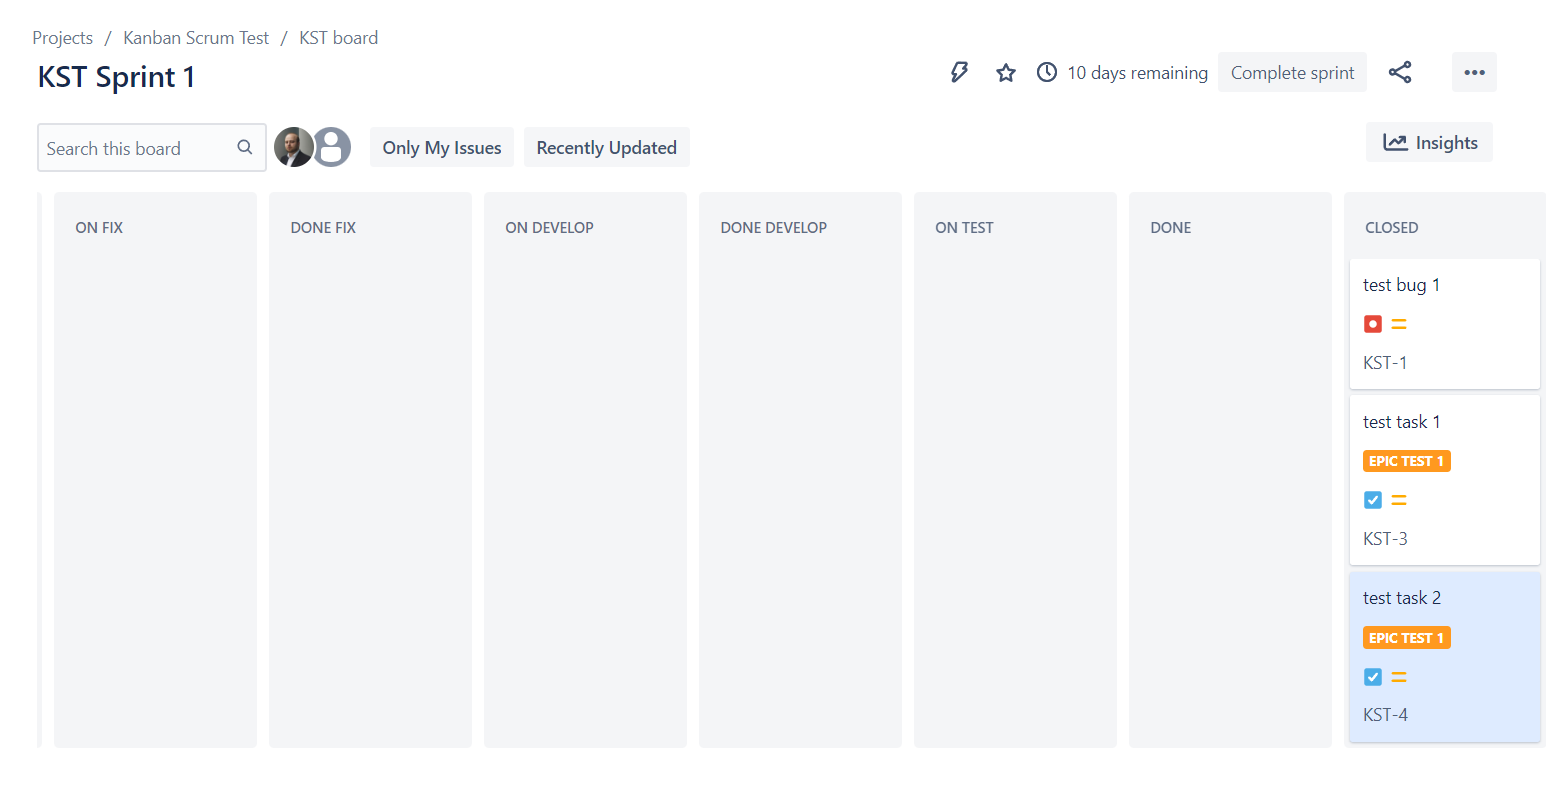 Projects / Kanban Scrum Test / KST board
KST Sprint 1
10 days remaining
Complete sprint
Search this board
Only My Issues
Recently Updated
Insights
ON FIX
DONE FIX
ON DEVELOP
DONE DEVELOP
ON TEST
DONE
CLOSED
test bug 1
KST-1
test task 1
EPIC TEST 1
KST-3
test task 2
EPIC TEST 1
KST-4